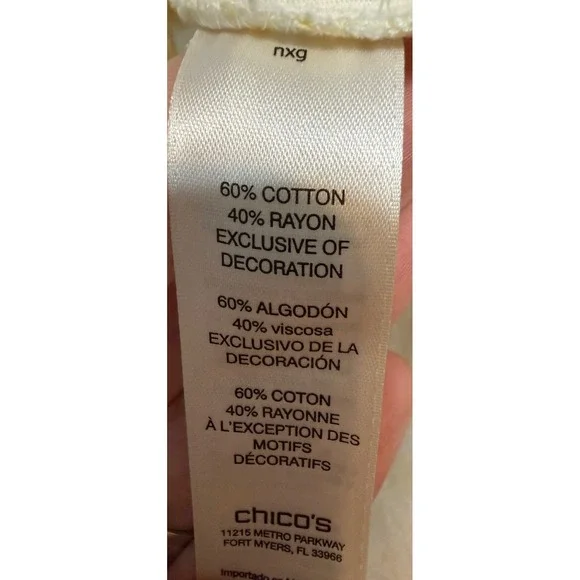 nxg
60% COTTON
40% RAYON
EXCLUSIVE OF
DECORATION
60% ALGODÓN
40% viscosa
EXCLUSIVO DE LA
DECORACIÓN
60% COTON
40% RAYONNE
À L'EXCEPTION DES
MOTIFS
DÉCORATIFS
chico's
11215 METRO PARKWAY
FORT MYERS, FL 33966
Importado